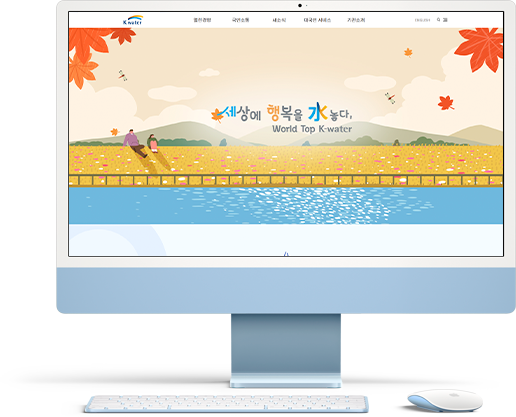 K-water
열린경영
국민소통
새소식
대국민 서비스
기관소개
ENGLISH
세상에 행복을 水 놓다,
World Top K-water